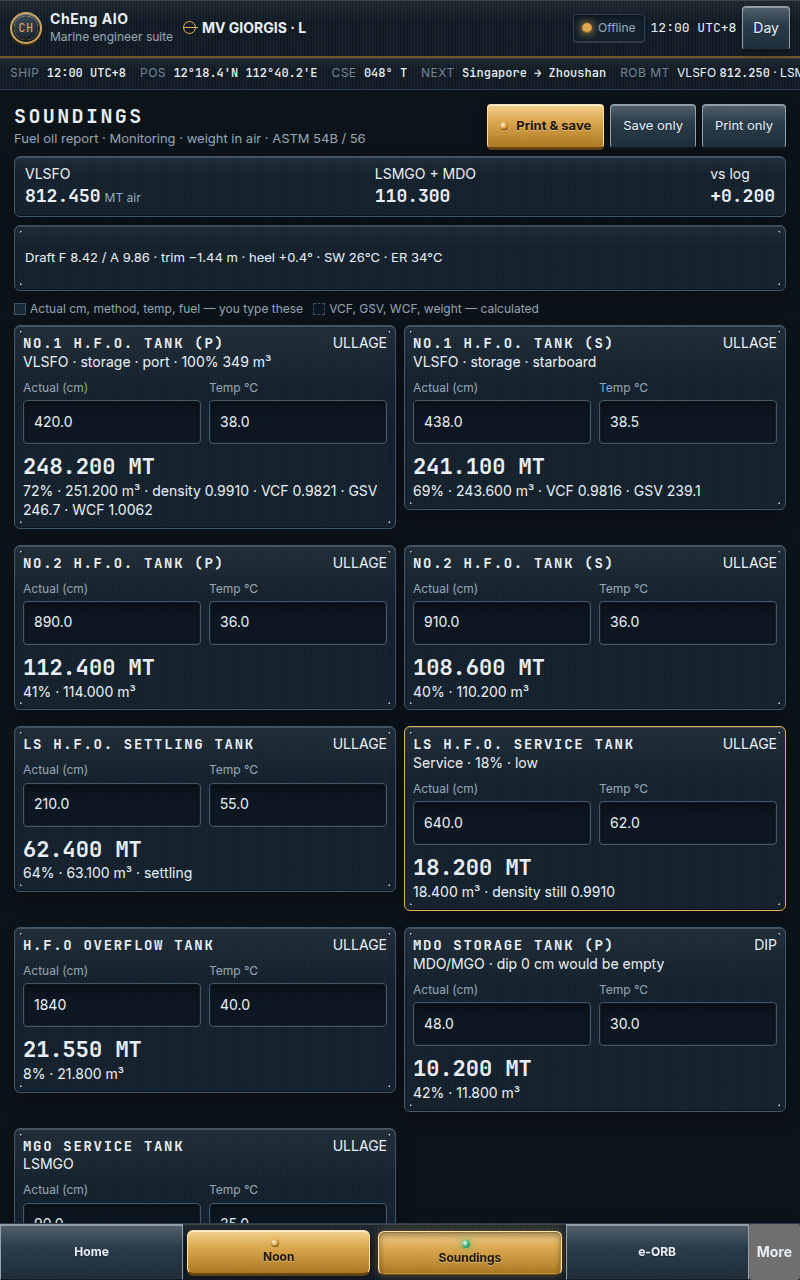 CH
ChEng AIO
Marine engineer suite
MV GIORGIS · L
Offline
12:00 UTC+8
Day
SHIP 12:00 UTC+8 POS 12°18.4'N 112°40.2'E CSE 048° T NEXT Singapore → Zhoushan ROB MT VLSFO 812.250 · LSM
SOUNDINGS
Fuel oil report · Monitoring · weight in air · ASTM 54B / 56
Print & save
Save only
Print only
VLSFO
812.450 MT air
LSMGO + MDO
110.300
vs log
+0.200
Draft F 8.42 / A 9.86 · trim −1.44 m · heel +0.4° · SW 26°C · ER 34°C
Actual cm, method, temp, fuel — you type these
VCF, GSV, WCF, weight — calculated
NO.1 H.F.O. TANK (P) ULLAGE
VLSFO · storage · port · 100% 349 m³
Actual (cm) Temp °C
420.0 38.0
248.200 MT
72% · 251.200 m³ · density 0.9910 · VCF 0.9821 · GSV
246.7 · WCF 1.0062
NO.1 H.F.O. TANK (S) ULLAGE
VLSFO · storage · starboard
Actual (cm) Temp °C
438.0 38.5
241.100 MT
69% · 243.600 m³ · VCF 0.9816 · GSV 239.1
NO.2 H.F.O. TANK (P) ULLAGE
Actual (cm) Temp °C
890.0 36.0
112.400 MT
41% · 114.000 m³
NO.2 H.F.O. TANK (S) ULLAGE
Actual (cm) Temp °C
910.0 36.0
108.600 MT
40% · 110.200 m³
LS H.F.O. SETTLING TANK ULLAGE
Actual (cm) Temp °C
210.0 55.0
62.400 MT
64% · 63.100 m³ · settling
LS H.F.O. SERVICE TANK ULLAGE
Service · 18% · low
Actual (cm) Temp °C
640.0 62.0
18.200 MT
18.400 m³ · density still 0.9910
H.F.O OVERFLOW TANK ULLAGE
Actual (cm) Temp °C
1840 40.0
21.550 MT
8% · 21.800 m³
MDO STORAGE TANK (P) DIP
MDO/MGO · dip 0 cm would be empty
Actual (cm) Temp °C
48.0 30.0
10.200 MT
42% · 11.800 m³
MGO SERVICE TANK ULLAGE
LSMGO
Actual (cm) Temp °C
90.0 35.0
Home
Noon
Soundings
e-ORB
More